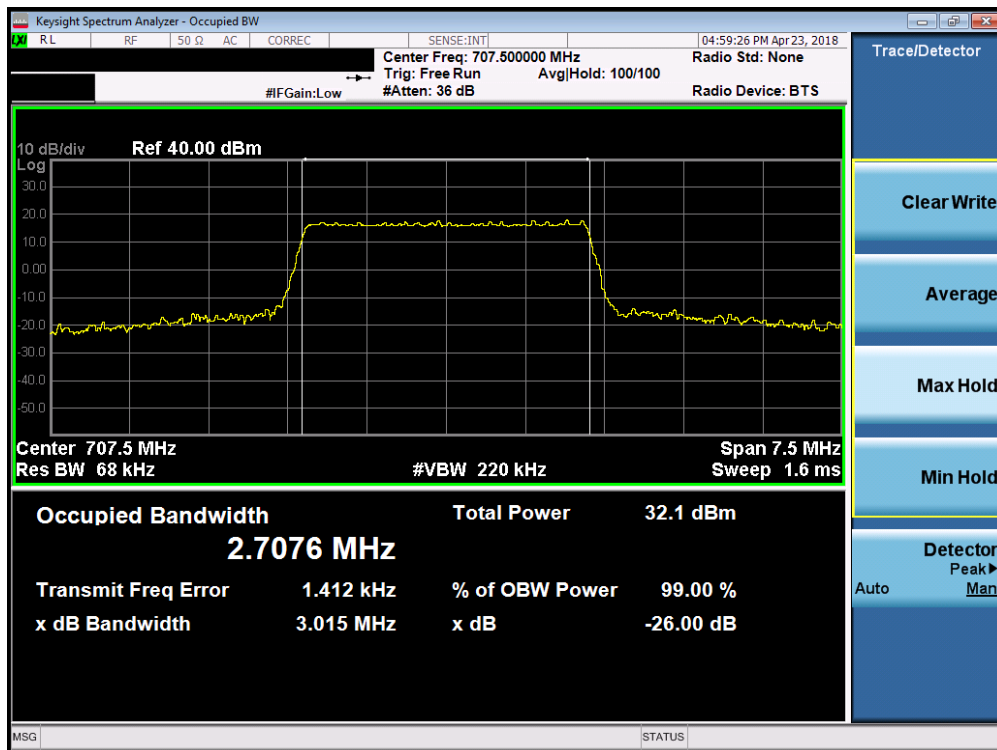 Keysight Spectrum Analyzer - Occupied BW
LXI RL RF 50 Ω AC CORREC SENSE:INT 04:59:26 PM Apr 23, 2018
Center Freq: 707.500000 MHz Radio Std: None
Trig: Free Run Avg|Hold: 100/100
#IFGain:Low #Atten: 36 dB Radio Device: BTS
Trace/Detector
10 dB/div Ref 40.00 dBm
Log
30.0
20.0
10.0
0.00
-10.0
-20.0
-30.0
-40.0
-50.0
Center 707.5 MHz Span 7.5 MHz
Res BW 68 kHz #VBW 220 kHz Sweep 1.6 ms
Occupied Bandwidth Total Power 32.1 dBm
2.7076 MHz
Transmit Freq Error 1.412 kHz % of OBW Power 99.00 %
x dB Bandwidth 3.015 MHz x dB -26.00 dB
Clear Write
Average
Max Hold
Min Hold
Detector
Peak▶
Auto Man
MSG STATUS